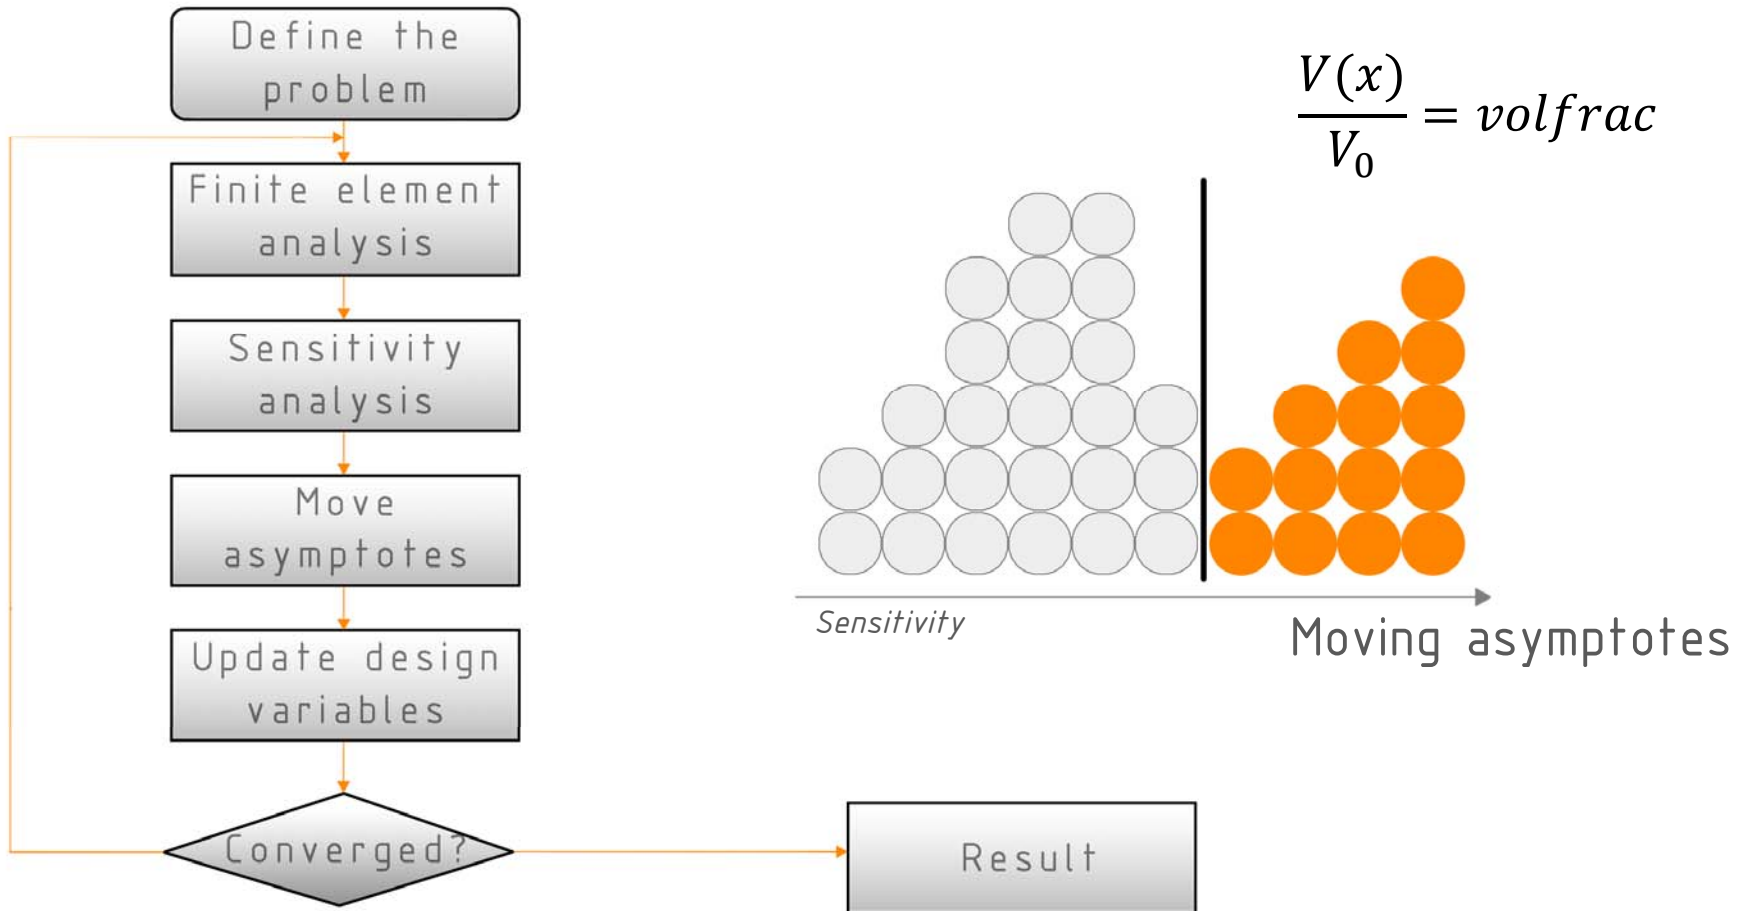 Define the
problem
Finite element
analysis
Sensitivity
analysis
Move
asymptotes
Update design
variables
Converged?
Result
V(x)
V₀
= volfrac
Sensitivity
Moving asymptotes